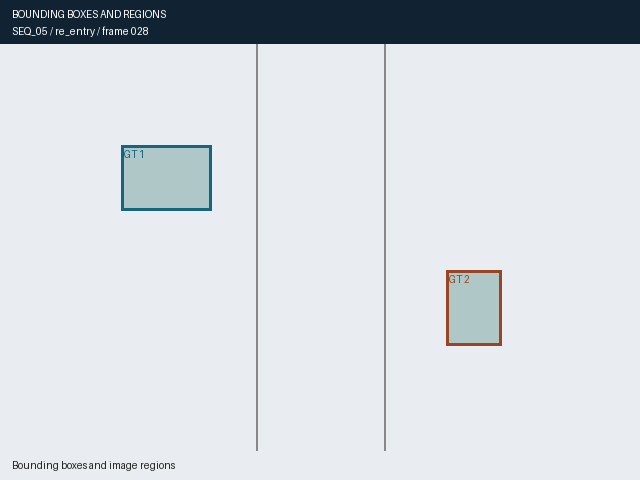 BOUNDING BOXES AND REGIONS
SEQ_05 / re_entry / frame 028
GT1
GT2
Bounding boxes and image regions